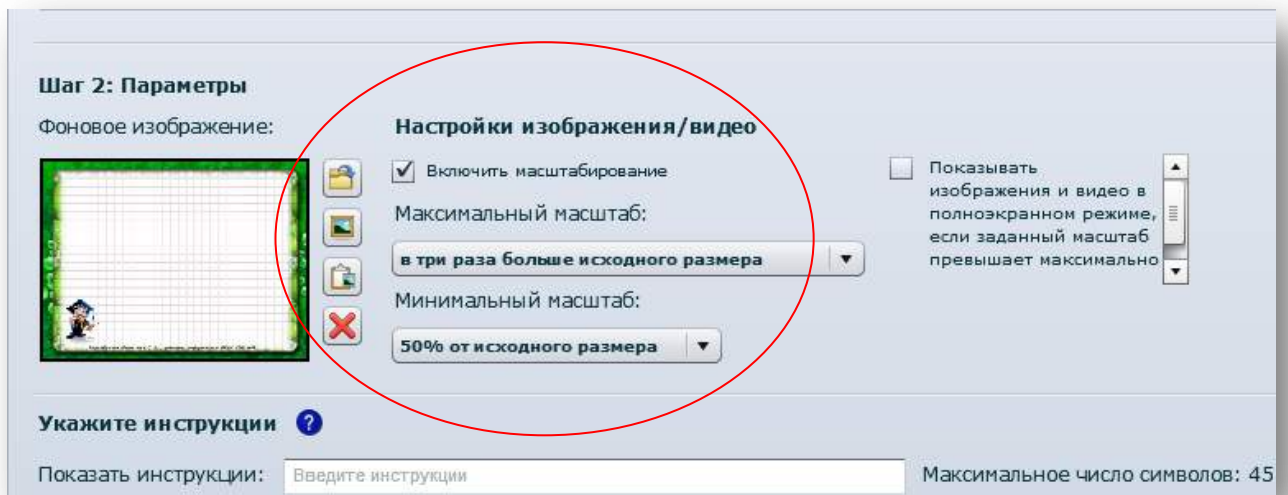 Шаг 2: Параметры
Фоновое изображение:
Настройки изображения/видео
Включить масштабирование
Максимальный масштаб:
в три раза больше исходного размера
Минимальный масштаб:
50% от исходного размера
Показывать
изображения и видео в
полноэкранном режиме,
если заданный масштаб
превышает максимально
Укажите инструкции ?
Показать инструкции:
Введите инструкции
Максимальное число символов: 45